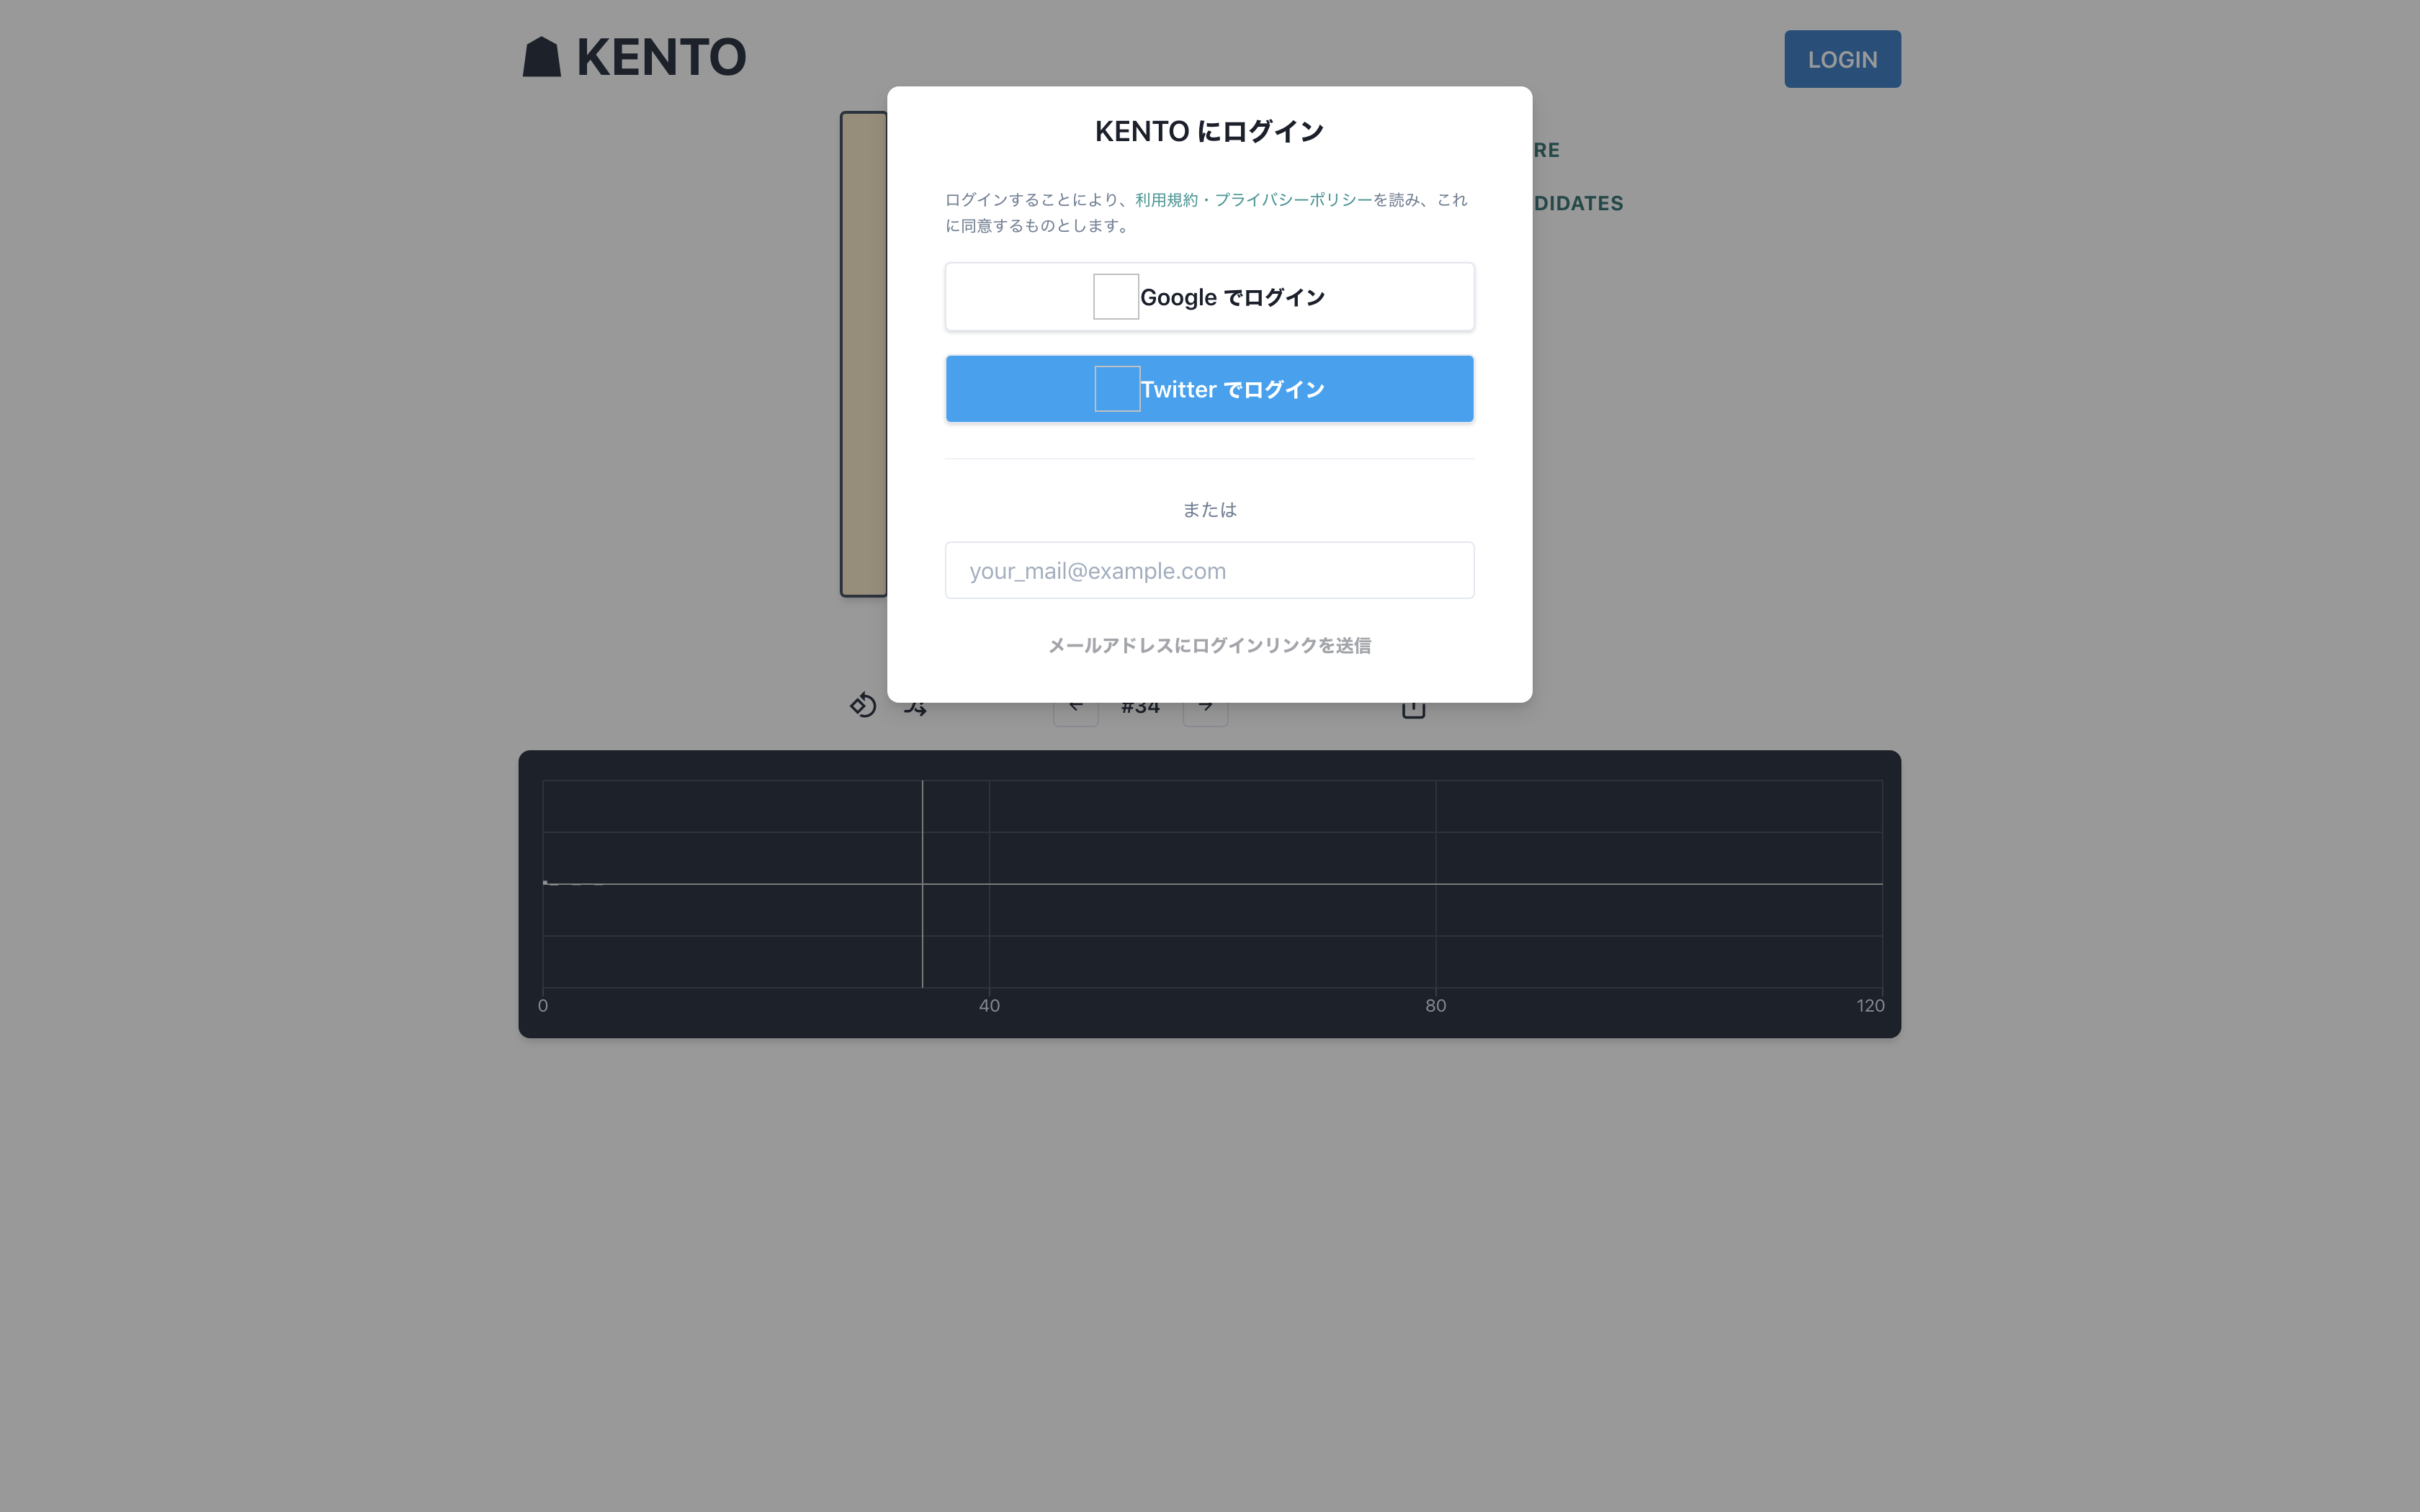 KENTO
LOGIN
KENTO にログイン
RE
ログインすることにより、利用規約・プライバシーポリシーを読み、これ
DIDATES
に同意するものとします。
Google でログイン
Twitter でログイン
または
your_mail@example.com
メールアドレスにログインリンクを送信
#34
0 40 80 120